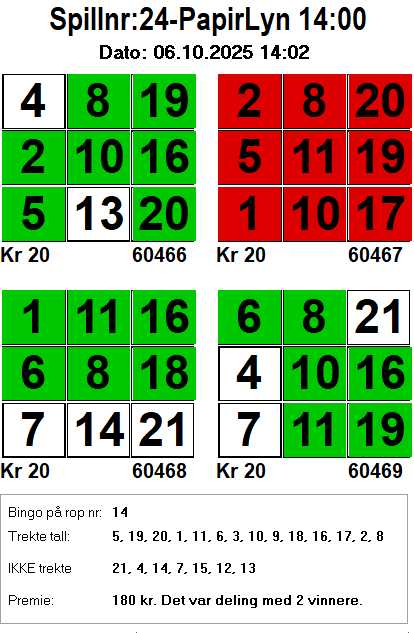 Spillnr:24-PapirLyn 14:00
Dato: 06.10.2025 14:02
4 8 19 2 8 20
2 10 16 5 11 19
5 13 20 1 10 17
Kr 20 60466 Kr 20 60467
1 11 16 6 8 21
6 8 18 4 10 16
7 14 21 7 11 19
Kr 20 60468 Kr 20 60469
Bingo på rop nr: 14
Trekte tall: 5, 19, 20, 1, 11, 6, 3, 10, 9, 18, 16, 17, 2, 8
IKKE trekte 21, 4, 14, 7, 15, 12, 13
Premie: 180 kr. Det var deling med 2 vinnere.